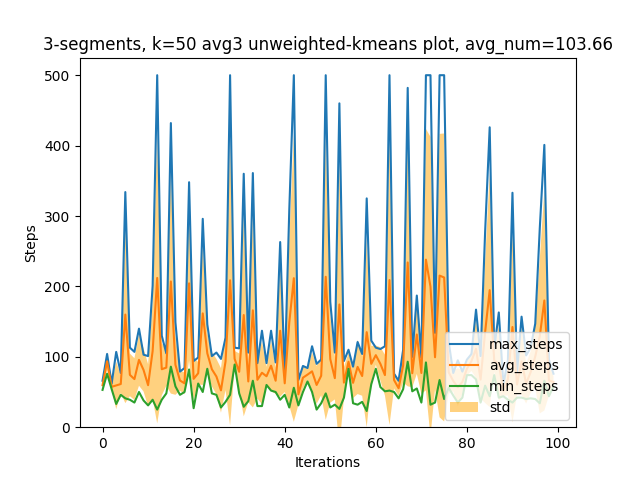 3-segments, k=50 avg3 unweighted-kmeans plot, avg_num=103.66
500
400
300
200
100
0
Steps
max_steps
avg_steps
min_steps
std
0 20 40 60 80 100
Iterations